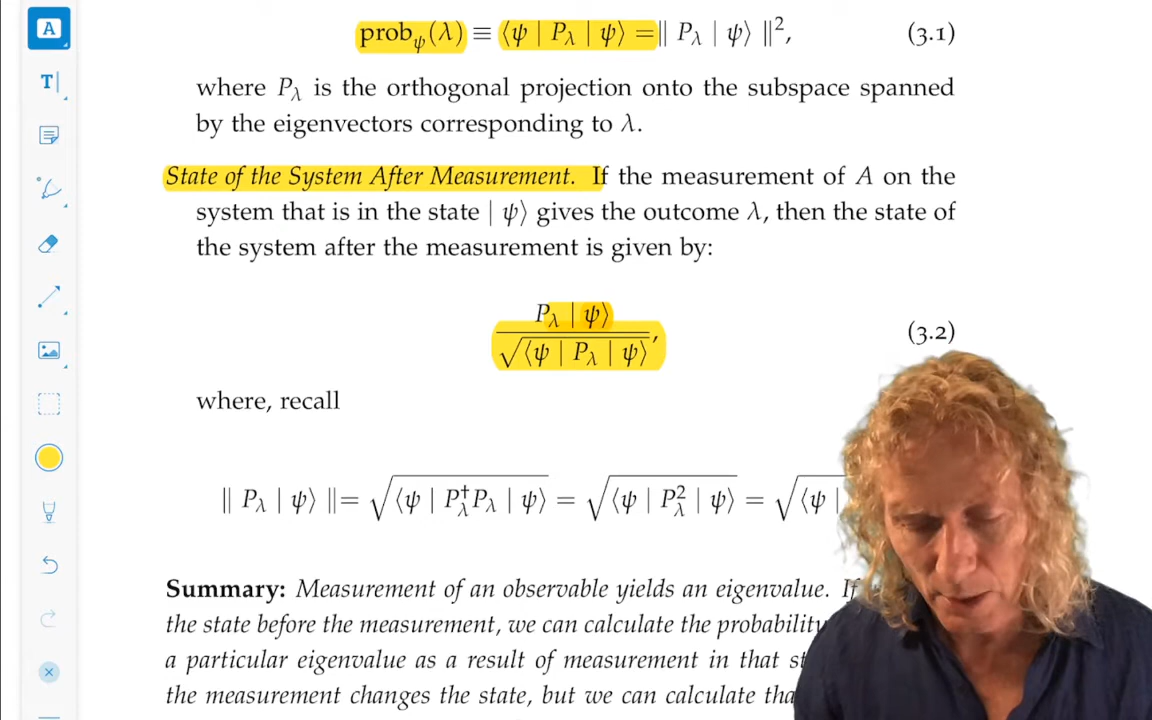 A
T|
prob_ψ(λ) ≡ ⟨ψ | P_λ | ψ⟩ = ‖ P_λ | ψ⟩ ‖², (3.1)
where P_λ is the orthogonal projection onto the subspace spanned
by the eigenvectors corresponding to λ.
State of the System After Measurement. If the measurement of A on the
system that is in the state | ψ⟩ gives the outcome λ, then the state of
the system after the measurement is given by:
P_λ | ψ⟩
√⟨ψ | P_λ | ψ⟩, (3.2)
where, recall
‖ P_λ | ψ⟩ ‖= √⟨ψ | P_λ† P_λ | ψ⟩ = √⟨ψ | P_λ² | ψ⟩ = √⟨ψ |
Summary: Measurement of an observable yields an eigenvalue. If
the state before the measurement, we can calculate the probability
a particular eigenvalue as a result of measurement in that
the measurement changes the state, but we can calculate